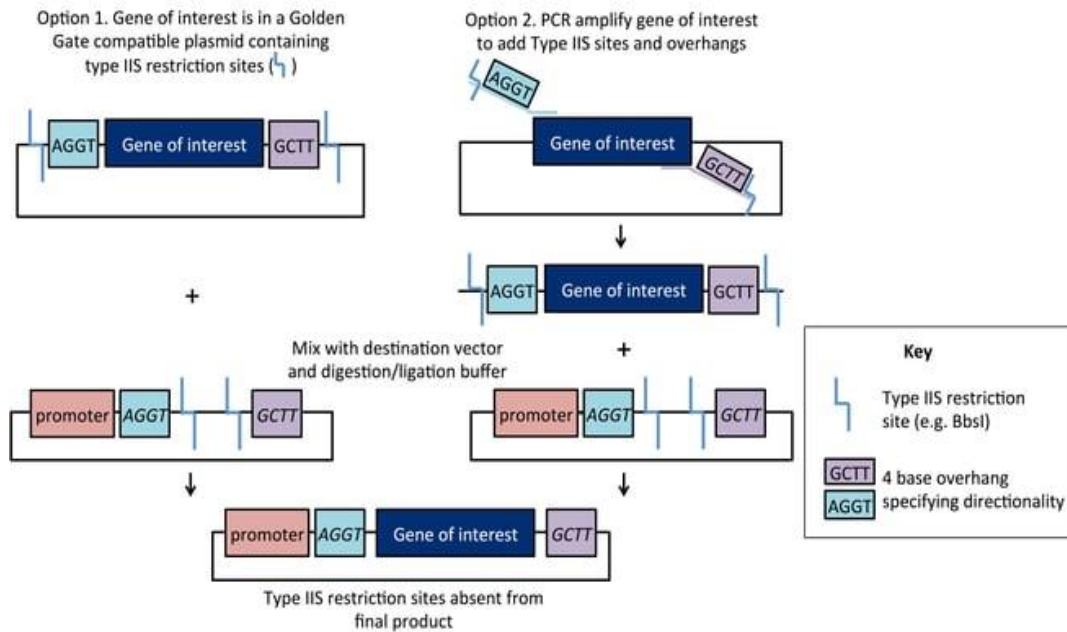 Option 1. Gene of interest is in a Golden
Gate compatible plasmid containing
type IIS restriction sites ( )
Option 2. PCR amplify gene of interest
to add Type IIS sites and overhangs
AGGT
Gene of interest
GCTT
AGGT
Gene of interest
GCTT
AGGT
Gene of interest
GCTT
+
Mix with destination vector
and digestion/ligation buffer
+
promoter
AGGT
GCTT
promoter
AGGT
GCTT
promoter
AGGT
Gene of interest
GCTT
Type IIS restriction sites absent from
final product
Key
Type IIS restriction
site (e.g. BbsI)
GCTT
AGGT
4 base overhang
specifying directionality